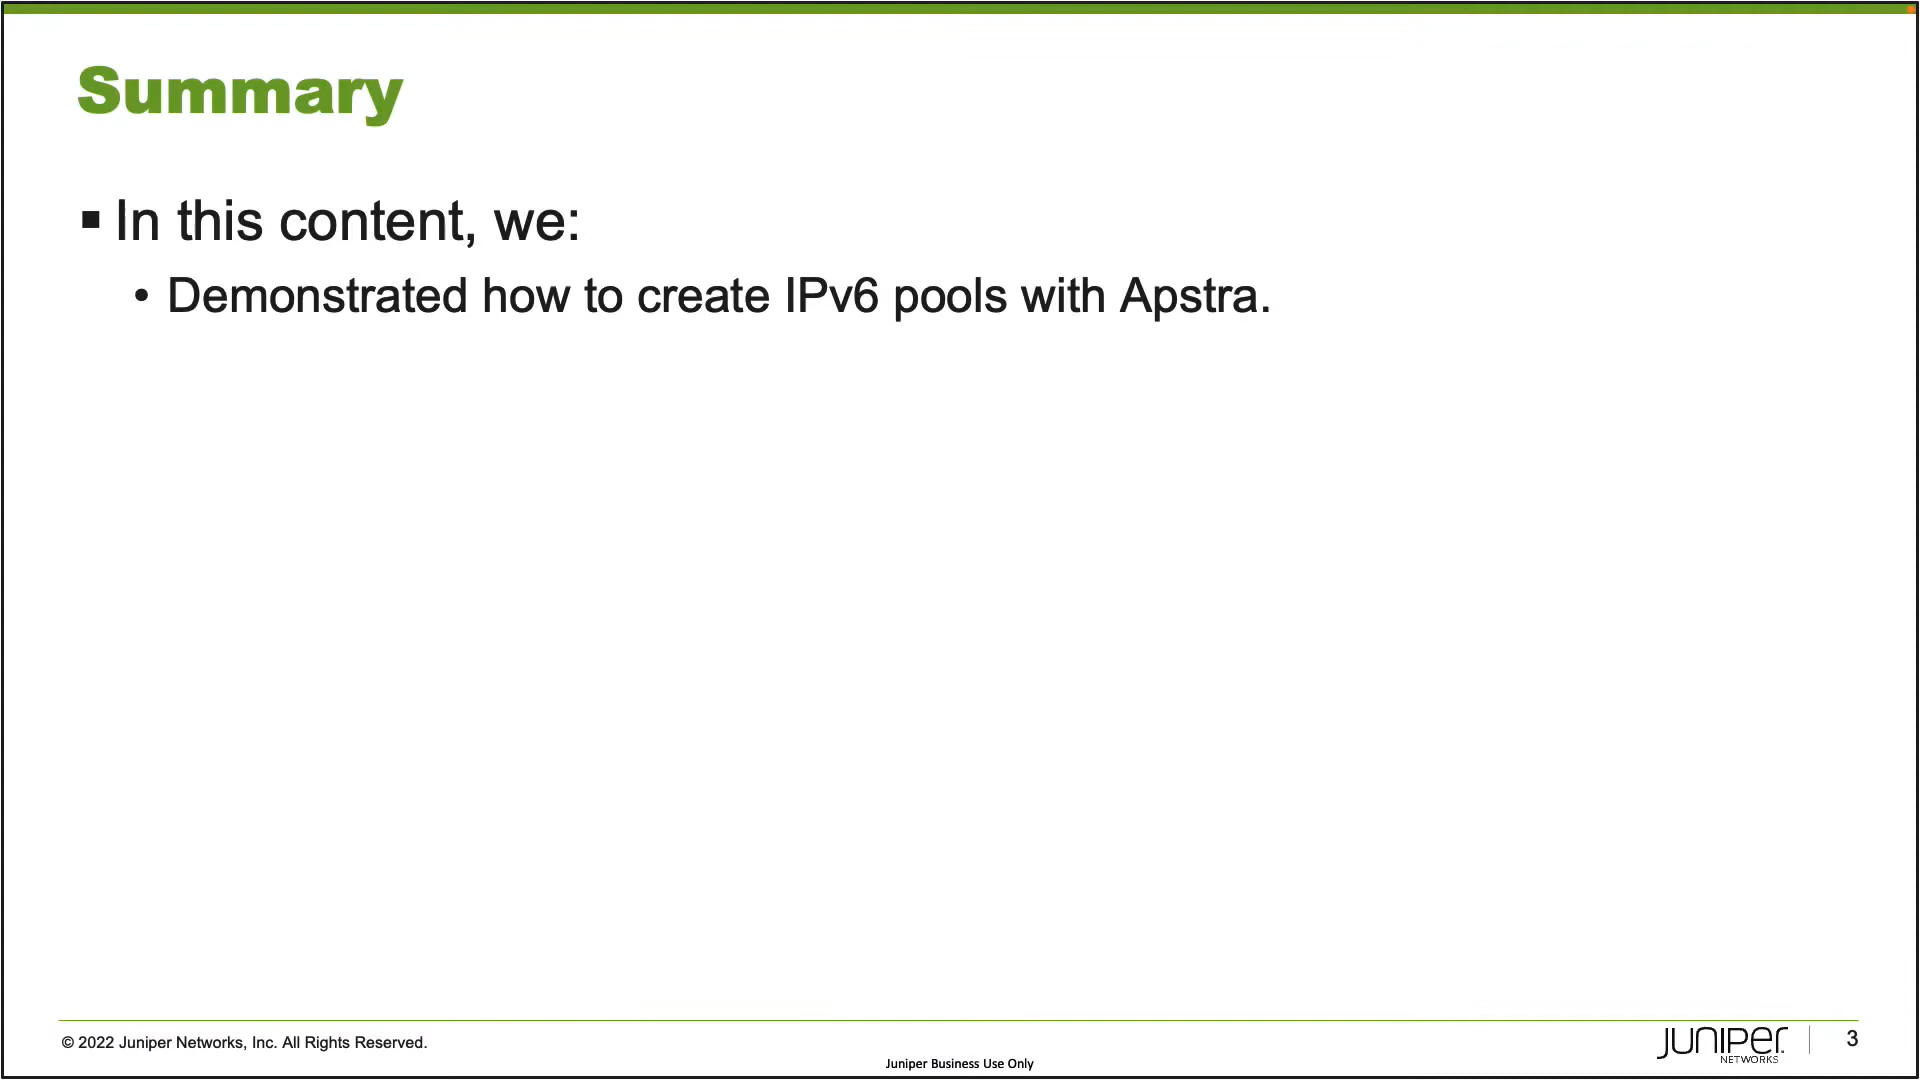 Summary
▪ In this content, we:
• Demonstrated how to create IPv6 pools with Apstra.
© 2022 Juniper Networks, Inc. All Rights Reserved.
Juniper Business Use Only
JUNIPER
NETWORKS
3